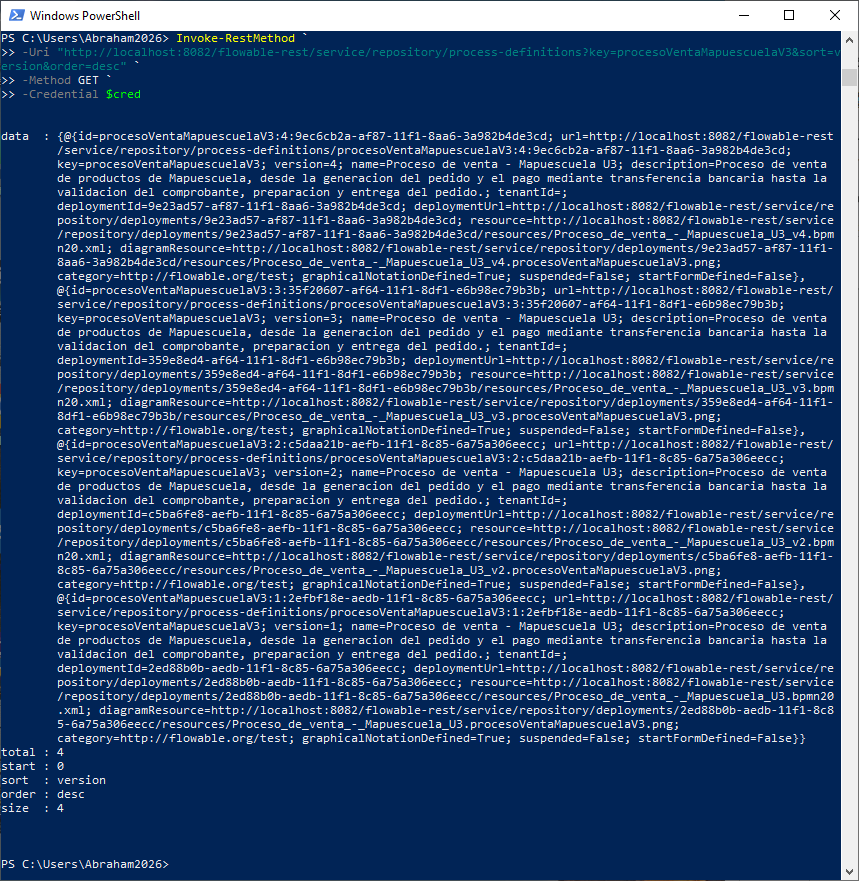 Windows PowerShell
PS C:\Users\Abraham2026> Invoke-RestMethod `
>> -Uri "http://localhost:8082/flowable-rest/service/repository/process-definitions?key=procesoVentaMapuescuelaV3&sort=v
ersion&order=desc" `
>> -Method GET `
>> -Credential $cred
data  : {@{id=procesoVentaMapuescuelaV3:4:9ec6cb2a-af87-11f1-8aa6-3a982b4de3cd; url=http://localhost:8082/flowable-rest
/service/repository/process-definitions/procesoVentaMapuescuelaV3:4:9ec6cb2a-af87-11f1-8aa6-3a982b4de3cd;
key=procesoVentaMapuescuelaV3; version=4; name=Proceso de venta - Mapuescuela U3; description=Proceso de venta
de productos de Mapuescuela, desde la generacion del pedido y el pago mediante transferencia bancaria hasta la
validacion del comprobante, preparacion y entrega del pedido.; tenantId=;
deploymentId=9e23ad57-af87-11f1-8aa6-3a982b4de3cd; deploymentUrl=http://localhost:8082/flowable-rest/service/re
pository/deployments/9e23ad57-af87-11f1-8aa6-3a982b4de3cd; resource=http://localhost:8082/flowable-rest/service
/repository/deployments/9e23ad57-af87-11f1-8aa6-3a982b4de3cd/resources/Proceso_de_venta_-_Mapuescuela_U3_v4.bpm
n20.xml; diagramResource=http://localhost:8082/flowable-rest/service/repository/deployments/9e23ad57-af87-11f1-
8aa6-3a982b4de3cd/resources/Proceso_de_venta_-_Mapuescuela_U3_v4.procesoVentaMapuescuelaV3.png;
category=http://flowable.org/test; graphicalNotationDefined=True; suspended=False; startFormDefined=False},
@{id=procesoVentaMapuescuelaV3:3:35f20607-af64-11f1-8df1-e6b98ec79b3b; url=http://localhost:8082/flowable-rest/
service/repository/process-definitions/procesoVentaMapuescuelaV3:3:35f20607-af64-11f1-8df1-e6b98ec79b3b;
key=procesoVentaMapuescuelaV3; version=3; name=Proceso de venta - Mapuescuela U3; description=Proceso de venta
de productos de Mapuescuela, desde la generacion del pedido y el pago mediante transferencia bancaria hasta la
validacion del comprobante, preparacion y entrega del pedido.; tenantId=;
deploymentId=359e8ed4-af64-11f1-8df1-e6b98ec79b3b; deploymentUrl=http://localhost:8082/flowable-rest/service/re
pository/deployments/359e8ed4-af64-11f1-8df1-e6b98ec79b3b; resource=http://localhost:8082/flowable-rest/service
/repository/deployments/359e8ed4-af64-11f1-8df1-e6b98ec79b3b/resources/Proceso_de_venta_-_Mapuescuela_U3_v3.bpm
n20.xml; diagramResource=http://localhost:8082/flowable-rest/service/repository/deployments/359e8ed4-af64-11f1-
8df1-e6b98ec79b3b/resources/Proceso_de_venta_-_Mapuescuela_U3_v3.procesoVentaMapuescuelaV3.png;
category=http://flowable.org/test; graphicalNotationDefined=True; suspended=False; startFormDefined=False},
@{id=procesoVentaMapuescuelaV3:2:c5daa21b-aefb-11f1-8c85-6a75a306eecc; url=http://localhost:8082/flowable-rest/
service/repository/process-definitions/procesoVentaMapuescuelaV3:2:c5daa21b-aefb-11f1-8c85-6a75a306eecc;
key=procesoVentaMapuescuelaV3; version=2; name=Proceso de venta - Mapuescuela U3; description=Proceso de venta
de productos de Mapuescuela, desde la generacion del pedido y el pago mediante transferencia bancaria hasta la
validacion del comprobante, preparacion y entrega del pedido.; tenantId=;
deploymentId=c5ba6fe8-aefb-11f1-8c85-6a75a306eecc; deploymentUrl=http://localhost:8082/flowable-rest/service/re
pository/deployments/c5ba6fe8-aefb-11f1-8c85-6a75a306eecc; resource=http://localhost:8082/flowable-rest/service
/repository/deployments/c5ba6fe8-aefb-11f1-8c85-6a75a306eecc/resources/Proceso_de_venta_-_Mapuescuela_U3_v2.bpm
n20.xml; diagramResource=http://localhost:8082/flowable-rest/service/repository/deployments/c5ba6fe8-aefb-11f1-
8c85-6a75a306eecc/resources/Proceso_de_venta_-_Mapuescuela_U3_v2.procesoVentaMapuescuelaV3.png;
category=http://flowable.org/test; graphicalNotationDefined=True; suspended=False; startFormDefined=False},
@{id=procesoVentaMapuescuelaV3:1:2efbf18e-aedb-11f1-8c85-6a75a306eecc; url=http://localhost:8082/flowable-rest/
service/repository/process-definitions/procesoVentaMapuescuelaV3:1:2efbf18e-aedb-11f1-8c85-6a75a306eecc;
key=procesoVentaMapuescuelaV3; version=1; name=Proceso de venta - Mapuescuela U3; description=Proceso de venta
de productos de Mapuescuela, desde la generacion del pedido y el pago mediante transferencia bancaria hasta la
validacion del comprobante, preparacion y entrega del pedido.; tenantId=;
deploymentId=2ed88b0b-aedb-11f1-8c85-6a75a306eecc; deploymentUrl=http://localhost:8082/flowable-rest/service/re
pository/deployments/2ed88b0b-aedb-11f1-8c85-6a75a306eecc; resource=http://localhost:8082/flowable-rest/service
/repository/deployments/2ed88b0b-aedb-11f1-8c85-6a75a306eecc/resources/Proceso_de_venta_-_Mapuescuela_U3.bpmn20
.xml; diagramResource=http://localhost:8082/flowable-rest/service/repository/deployments/2ed88b0b-aedb-11f1-8c8
5-6a75a306eecc/resources/Proceso_de_venta_-_Mapuescuela_U3.procesoVentaMapuescuelaV3.png;
category=http://flowable.org/test; graphicalNotationDefined=True; suspended=False; startFormDefined=False}}
total : 4
start : 0
sort  : version
order : desc
size  : 4
PS C:\Users\Abraham2026>